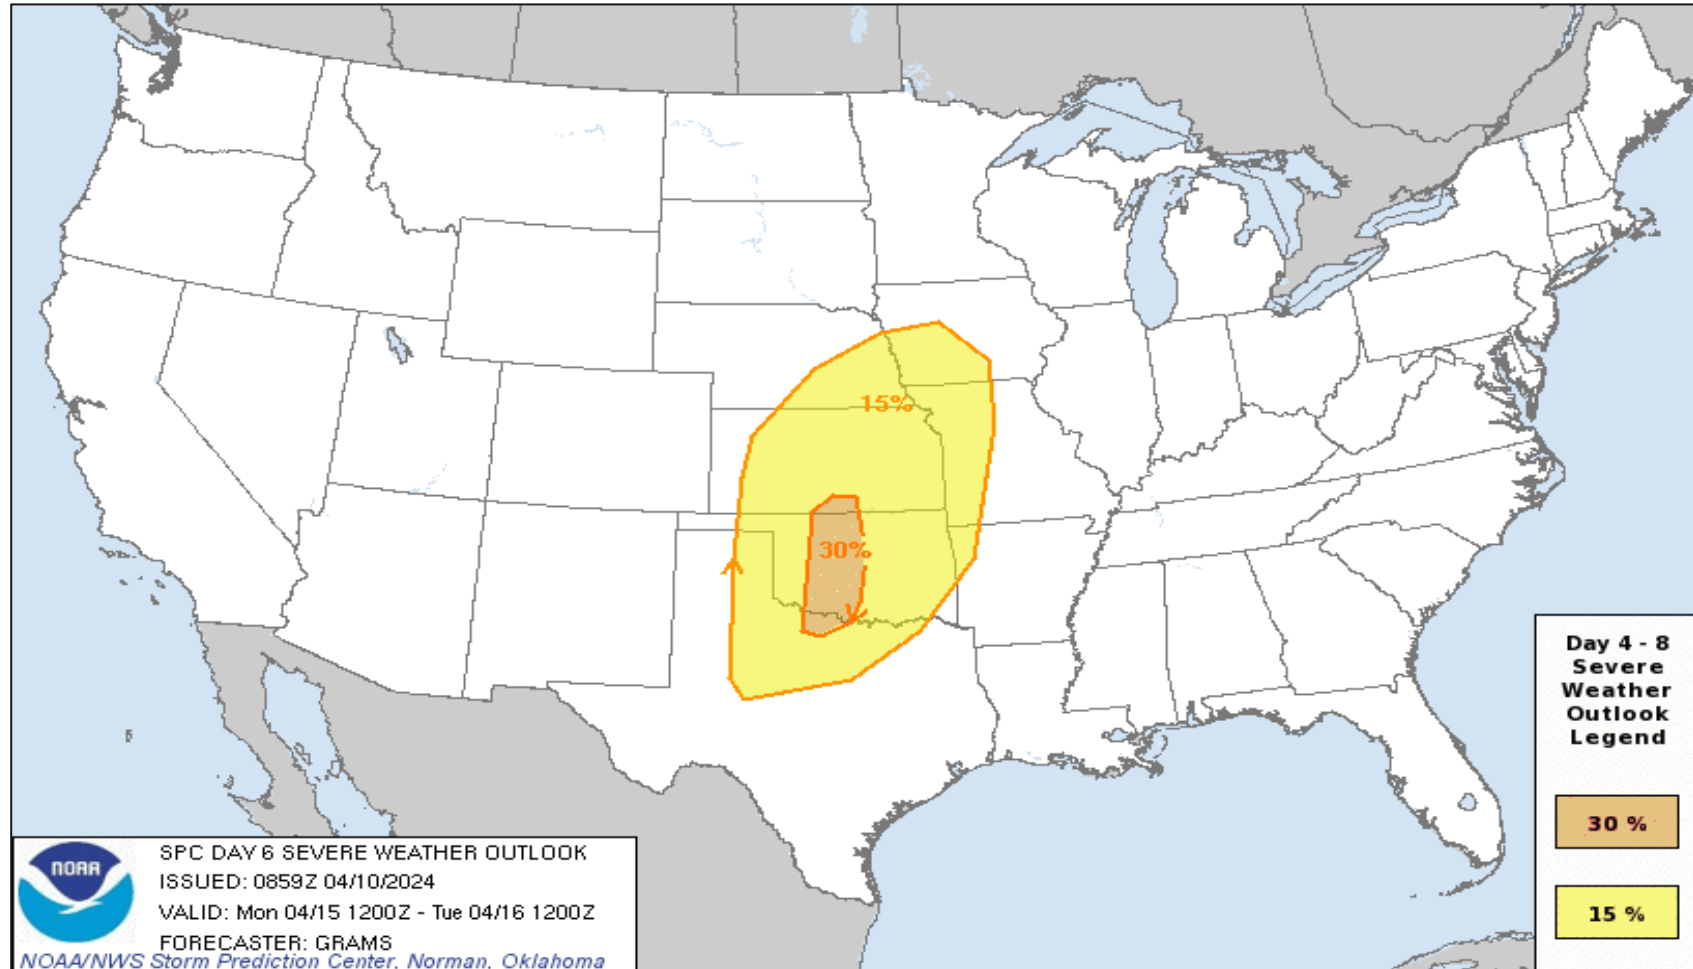 15%
30%
Day 4 - 8
Severe
Weather
Outlook
Legend
30 %
15 %
NOAA
SPC DAY 6 SEVERE WEATHER OUTLOOK
ISSUED: 0859Z 04/10/2024
VALID: Mon 04/15 1200Z - Tue 04/16 1200Z
FORECASTER: GRAMS
NOAA/NWS Storm Prediction Center, Norman, Oklahoma